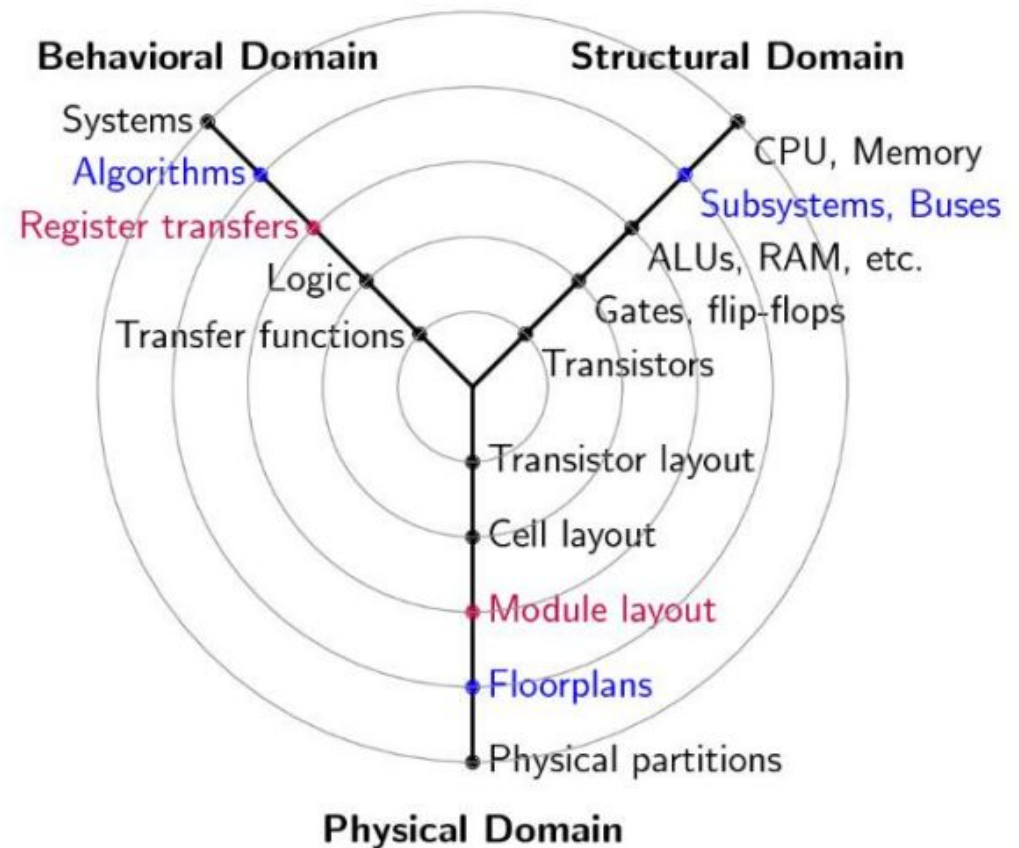 Behavioral Domain
Structural Domain
Systems
Algorithms
Register transfers
Logic
Transfer functions
CPU, Memory
Subsystems, Buses
ALUs, RAM, etc.
Gates, flip-flops
Transistors
Transistor layout
Cell layout
Module layout
Floorplans
Physical partitions
Physical Domain